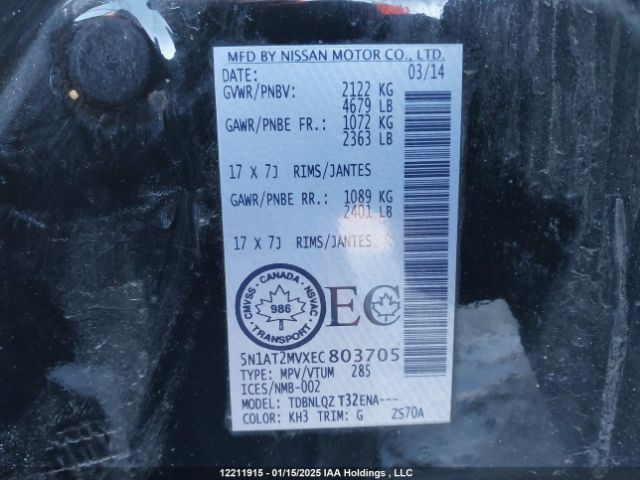 MFD BY NISSAN MOTOR CO., LTD.
DATE: 03/14
GVWR/PNBV: 2122 KG
4679 LB
GAWR/PNBE FR.: 1072 KG
2363 LB
17 X 7J RIMS/JANTES
GAWR/PNBE RR.: 1089 KG
2401 LB
17 X 7J RIMS/JANTES
CANADA
CMVSS · NSVAC
986
TRANSPORT
EC
5N1AT2MVXEC803705
TYPE: MPV/VTUM 285
ICES/NMB-002
MODEL: TDBNLQZ T32ENA---
COLOR: KH3 TRIM: G ZS70A
12211915 - 01/15/2025 IAA Holdings , LLC